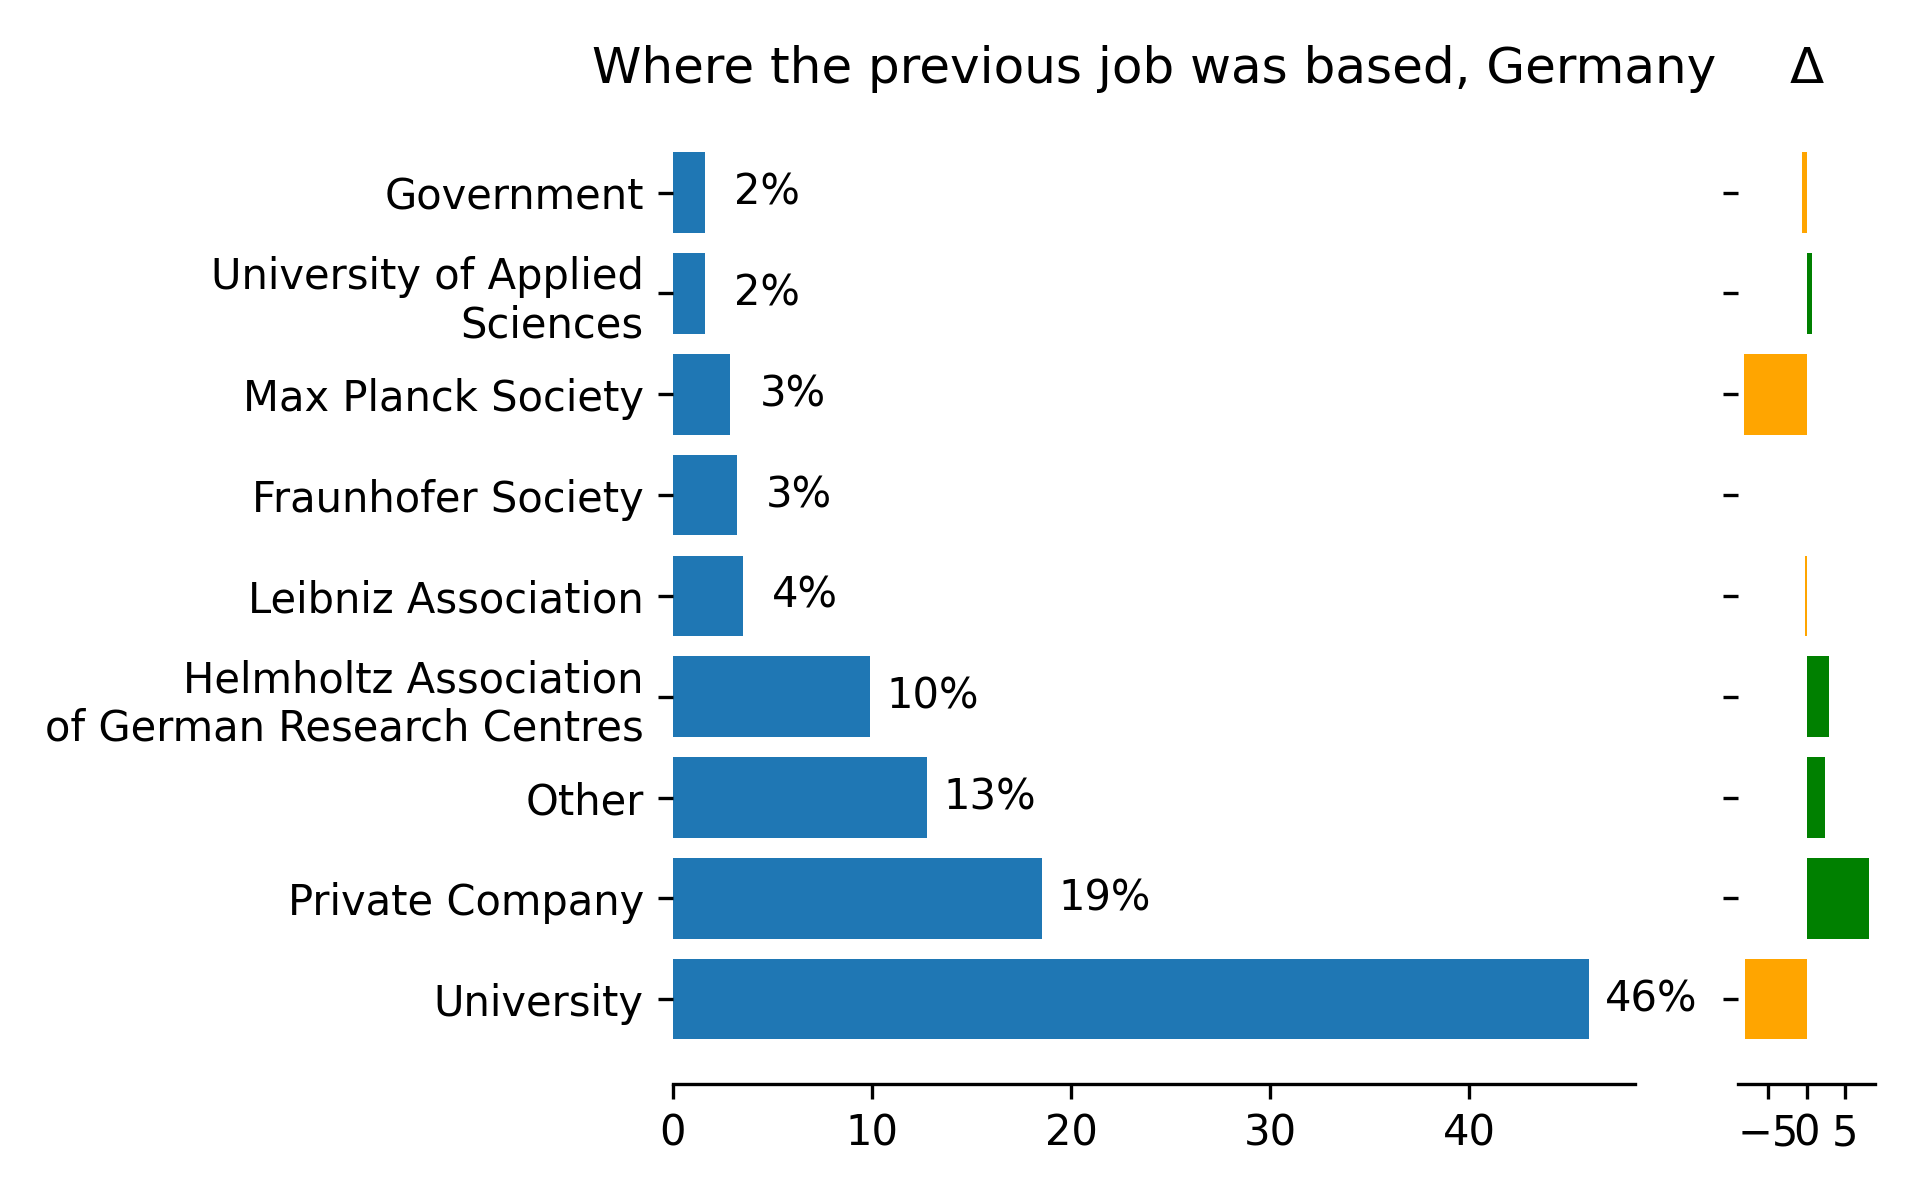 Where the previous job was based, Germany Δ
Government 2%
University of Applied
Sciences 2%
Max Planck Society 3%
Fraunhofer Society 3%
Leibniz Association 4%
Helmholtz Association
of German Research Centres 10%
Other 13%
Private Company 19%
University 46%
0 10 20 30 40 −5 0 5